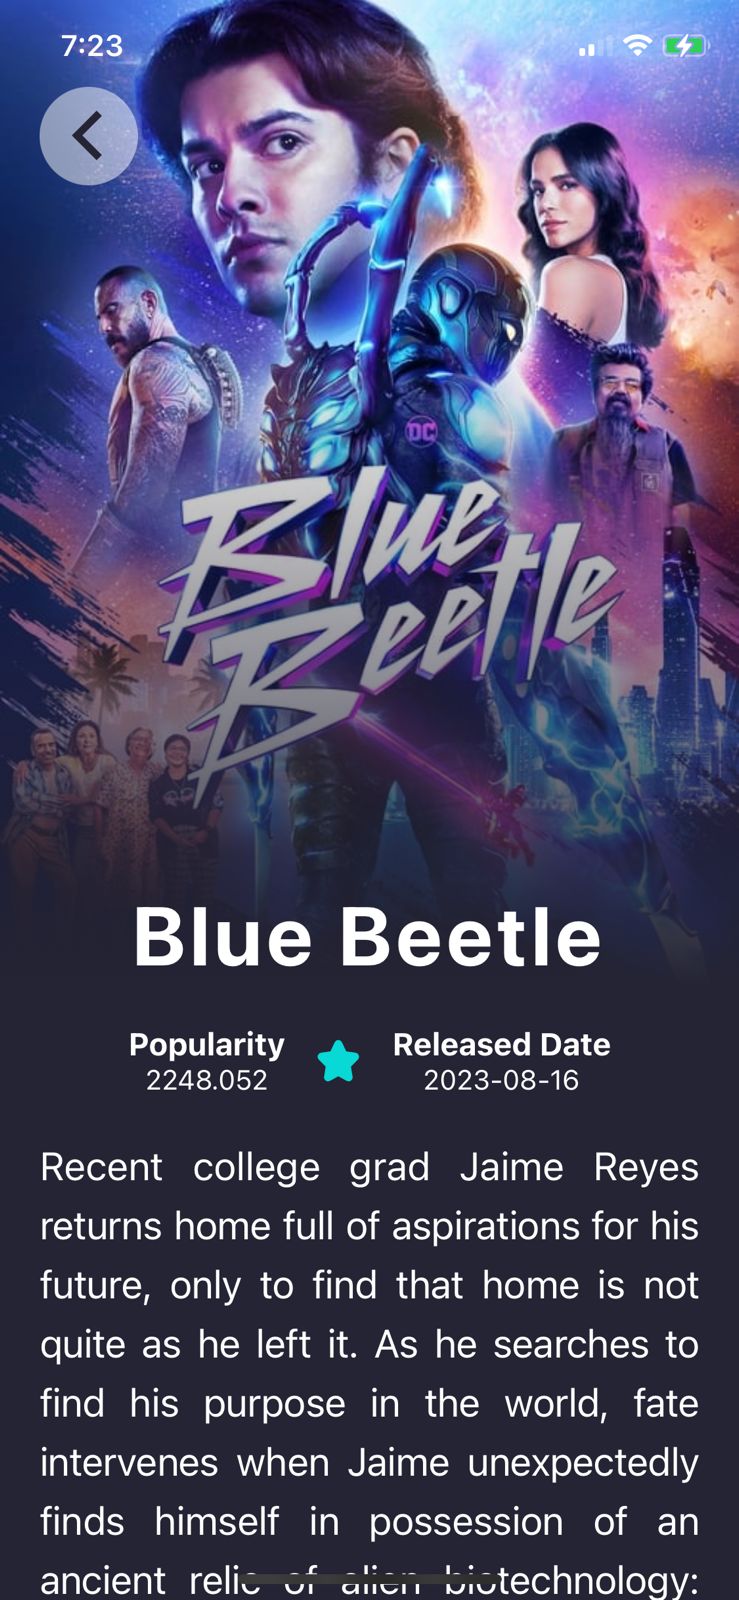 7:23
DC
Blue
Beetle
Blue Beetle
Popularity
Released Date
2248.052
2023-08-16
Recent college grad Jaime Reyes
returns home full of aspirations for his
future, only to find that home is not
quite as he left it. As he searches to
find his purpose in the world, fate
intervenes when Jaime unexpectedly
finds himself in possession of an
ancient relic of alien biotechnology: